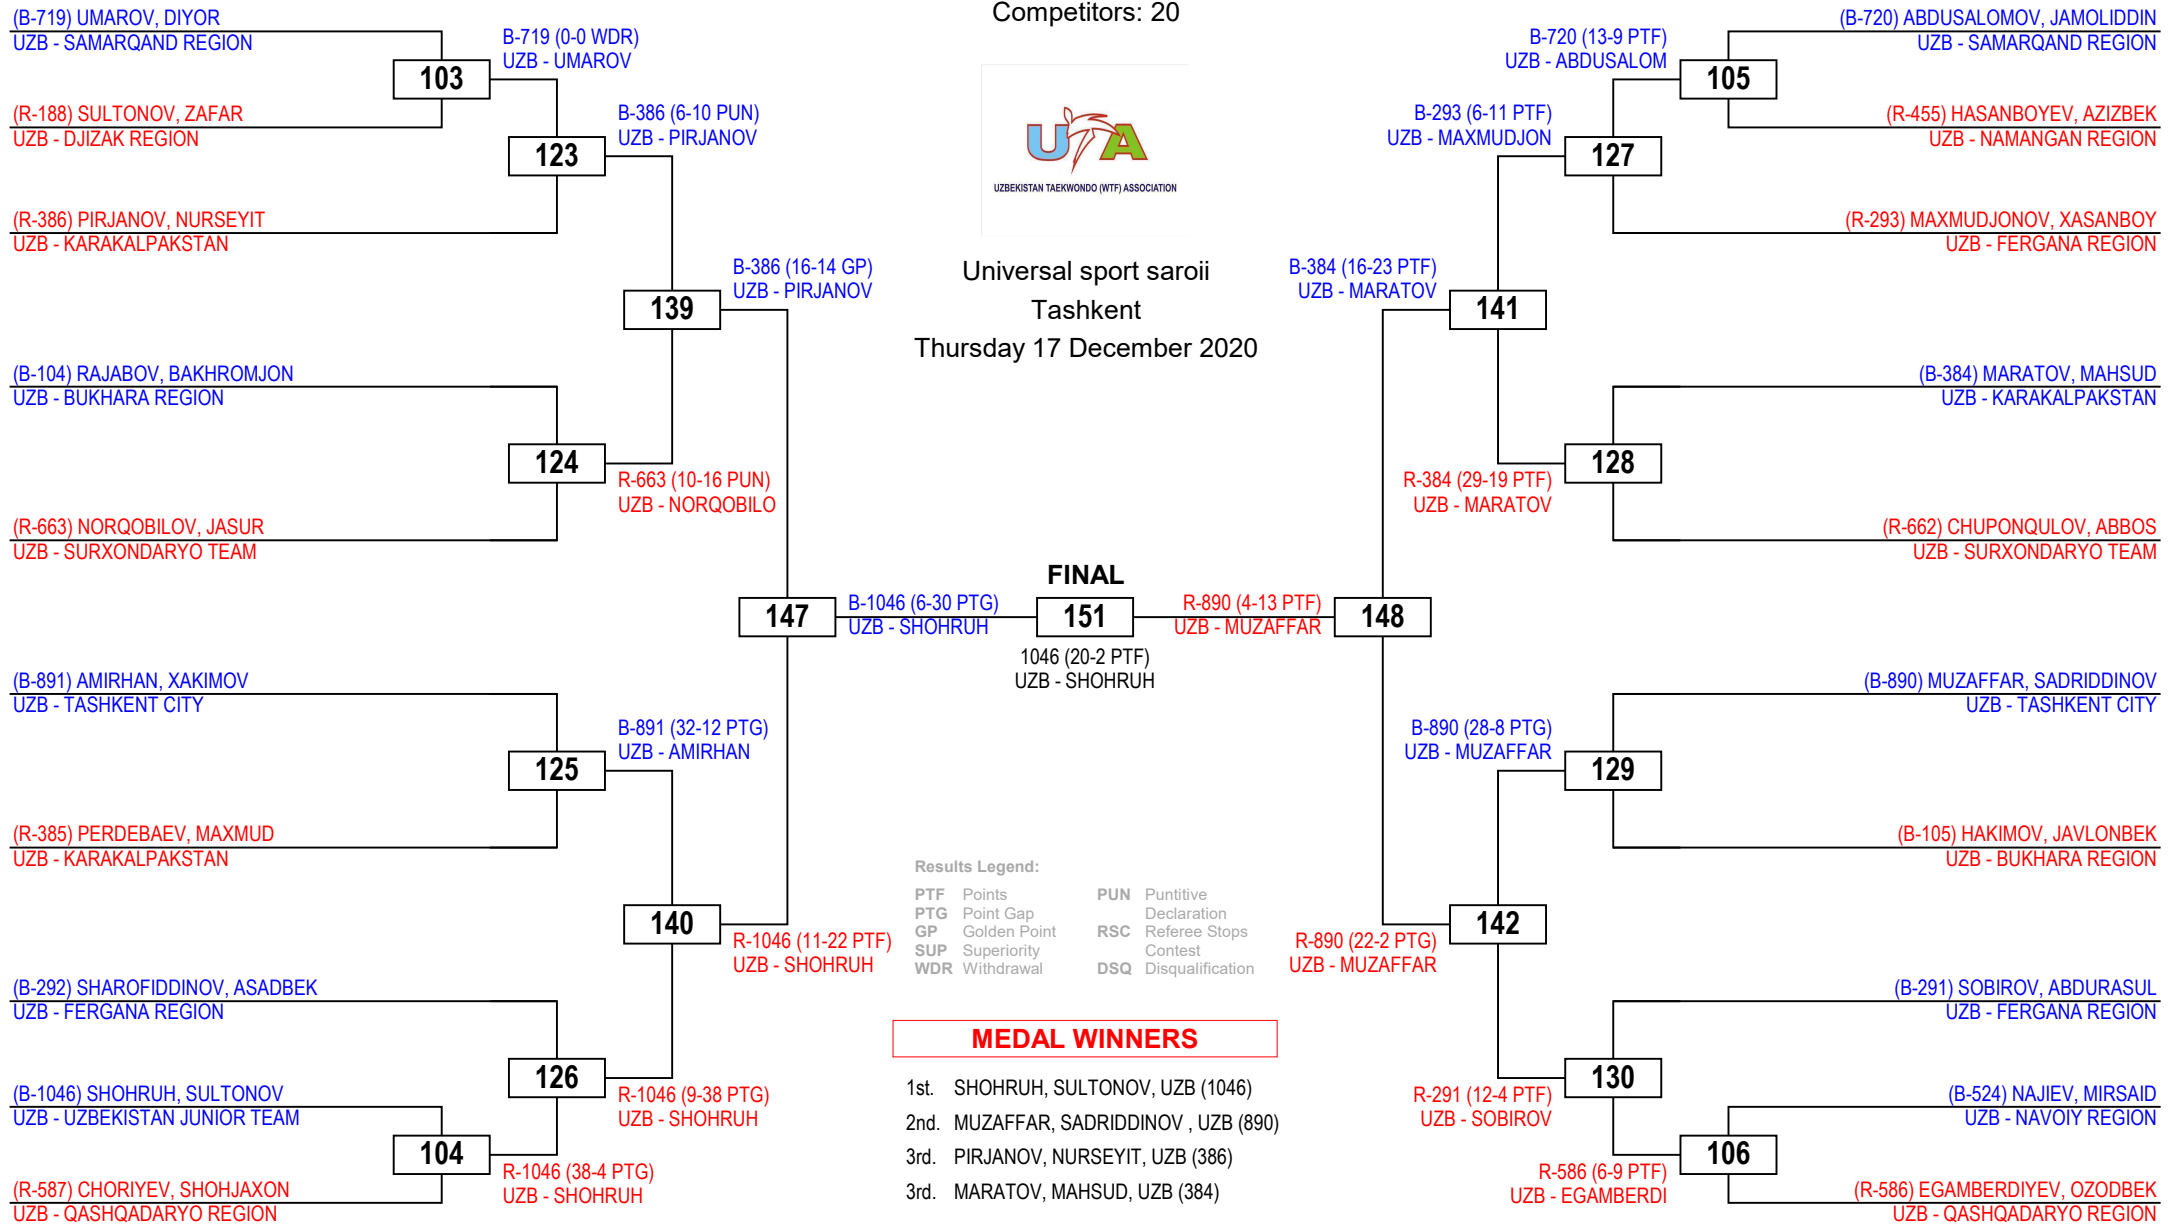 Competitors: 20
(B-719) UMAROV, DIYOR
UZB - SAMARQAND REGION
103
(R-188) SULTONOV, ZAFAR
UZB - DJIZAK REGION
B-719 (0-0 WDR)
UZB - UMAROV
123
(R-386) PIRJANOV, NURSEYIT
UZB - KARAKALPAKSTAN
B-386 (6-10 PUN)
UZB - PIRJANOV
139
B-386 (16-14 GP)
UZB - PIRJANOV
(B-104) RAJABOV, BAKHROMJON
UZB - BUKHARA REGION
124
R-663 (10-16 PUN)
UZB - NORQOBILO
(R-663) NORQOBILOV, JASUR
UZB - SURXONDARYO TEAM
147
B-1046 (6-30 PTG)
UZB - SHOHRUH
(B-891) AMIRHAN, XAKIMOV
UZB - TASHKENT CITY
B-891 (32-12 PTG)
UZB - AMIRHAN
125
(R-385) PERDEBAEV, MAXMUD
UZB - KARAKALPAKSTAN
140
R-1046 (11-22 PTF)
UZB - SHOHRUH
(B-292) SHAROFIDDINOV, ASADBEK
UZB - FERGANA REGION
126
R-1046 (9-38 PTG)
UZB - SHOHRUH
(B-1046) SHOHRUH, SULTONOV
UZB - UZBEKISTAN JUNIOR TEAM
104
R-1046 (38-4 PTG)
UZB - SHOHRUH
(R-587) CHORIYEV, SHOHJAXON
UZB - QASHQADARYO REGION
UTA
UZBEKISTAN TAEKWONDO (WTF) ASSOCIATION
Universal sport saroii
Tashkent
Thursday 17 December 2020
FINAL
151
1046 (20-2 PTF)
UZB - SHOHRUH
Results Legend:
PTF Points
PTG Point Gap
GP Golden Point
SUP Superiority
WDR Withdrawal
PUN Puntitive
Declaration
RSC Referee Stops
Contest
DSQ Disqualification
MEDAL WINNERS
1st. SHOHRUH, SULTONOV, UZB (1046)
2nd. MUZAFFAR, SADRIDDINOV , UZB (890)
3rd. PIRJANOV, NURSEYIT, UZB (386)
3rd. MARATOV, MAHSUD, UZB (384)
(B-720) ABDUSALOMOV, JAMOLIDDIN
UZB - SAMARQAND REGION
B-720 (13-9 PTF)
UZB - ABDUSALOM
105
(R-455) HASANBOYEV, AZIZBEK
UZB - NAMANGAN REGION
B-293 (6-11 PTF)
UZB - MAXMUDJON
127
(R-293) MAXMUDJONOV, XASANBOY
UZB - FERGANA REGION
B-384 (16-23 PTF)
UZB - MARATOV
141
(B-384) MARATOV, MAHSUD
UZB - KARAKALPAKSTAN
128
R-384 (29-19 PTF)
UZB - MARATOV
(R-662) CHUPONQULOV, ABBOS
UZB - SURXONDARYO TEAM
R-890 (4-13 PTF)
UZB - MUZAFFAR
148
(B-890) MUZAFFAR, SADRIDDINOV
UZB - TASHKENT CITY
B-890 (28-8 PTG)
UZB - MUZAFFAR
129
(B-105) HAKIMOV, JAVLONBEK
UZB - BUKHARA REGION
142
R-890 (22-2 PTG)
UZB - MUZAFFAR
(B-291) SOBIROV, ABDURASUL
UZB - FERGANA REGION
130
R-291 (12-4 PTF)
UZB - SOBIROV
(B-524) NAJIEV, MIRSAID
UZB - NAVOIY REGION
106
R-586 (6-9 PTF)
UZB - EGAMBERDI
(R-586) EGAMBERDIYEV, OZODBEK
UZB - QASHQADARYO REGION